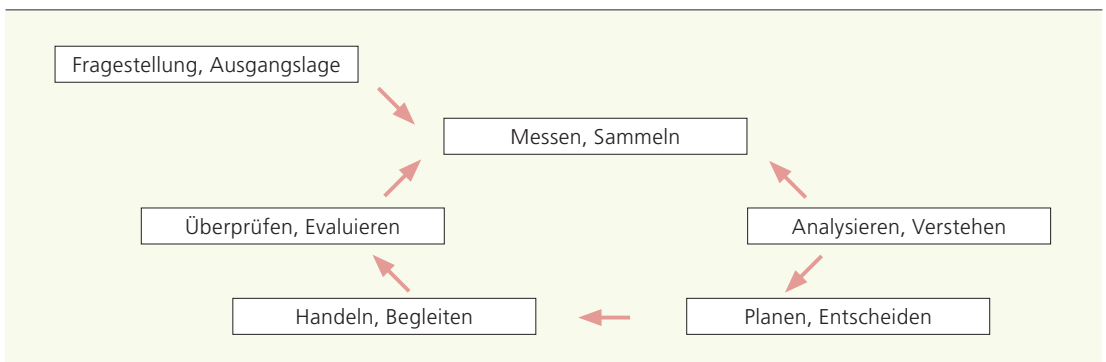 Fragestellung, Ausgangslage
Messen, Sammeln
Überprüfen, Evaluieren
Analysieren, Verstehen
Handeln, Begleiten
Planen, Entscheiden